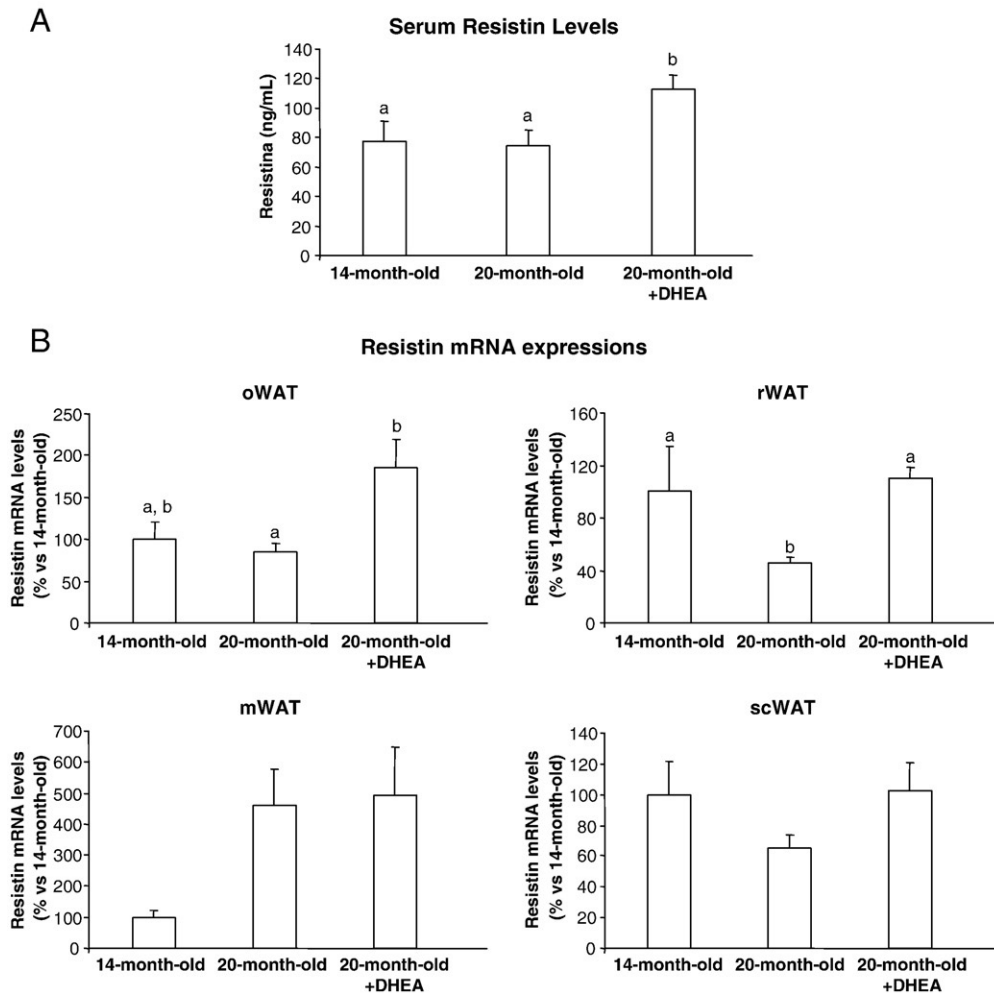 A
Serum Resistin Levels
Resistina (ng/mL)
140
120
100
80
60
40
20
0
a
a
b
14-month-old
20-month-old
20-month-old
+DHEA
B
Resistin mRNA expressions
oWAT
Resistin mRNA levels
(% vs 14-month-old)
250
200
150
100
50
0
a, b
a
b
14-month-old
20-month-old
20-month-old
+DHEA
rWAT
Resistin mRNA levels
(% vs 14-month-old)
160
120
80
40
0
a
b
a
14-month-old
20-month-old
20-month-old
+DHEA
mWAT
Resistin mRNA levels
(% vs 14-month-old)
700
600
500
400
300
200
100
0
14-month-old
20-month-old
20-month-old
+DHEA
scWAT
Resistin mRNA levels
(% vs 14-month-old)
140
120
100
80
60
40
20
0
14-month-old
20-month-old
20-month-old
+DHEA